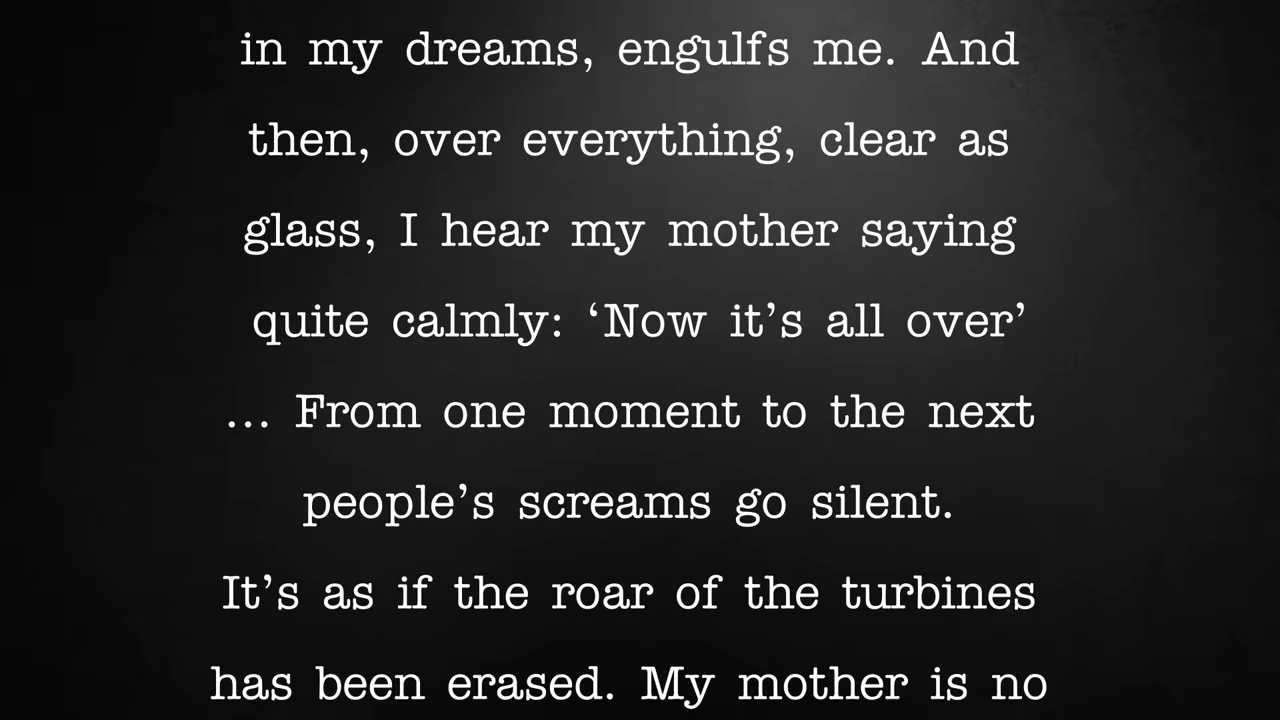 in my dreams, engulfs me. And
then, over everything, clear as
glass, I hear my mother saying
quite calmly: ‘Now it’s all over’
... From one moment to the next
people’s screams go silent.
It’s as if the roar of the turbines
has been erased. My mother is no